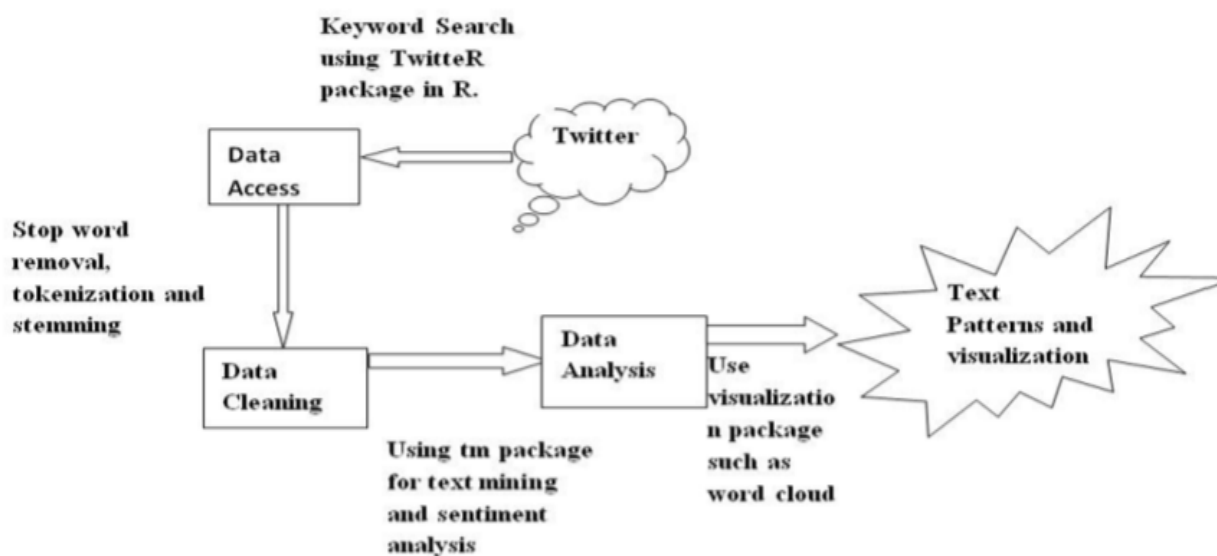 Keyword Search
using TwitteR
package in R.
Twitter
Data
Access
Stop word
removal,
tokenization and
stemming
Data
Cleaning
Using tm package
for text mining
and sentiment
analysis
Data
Analysis
Use
visualizatio
n package
such as
word cloud
Text
Patterns and
visualization